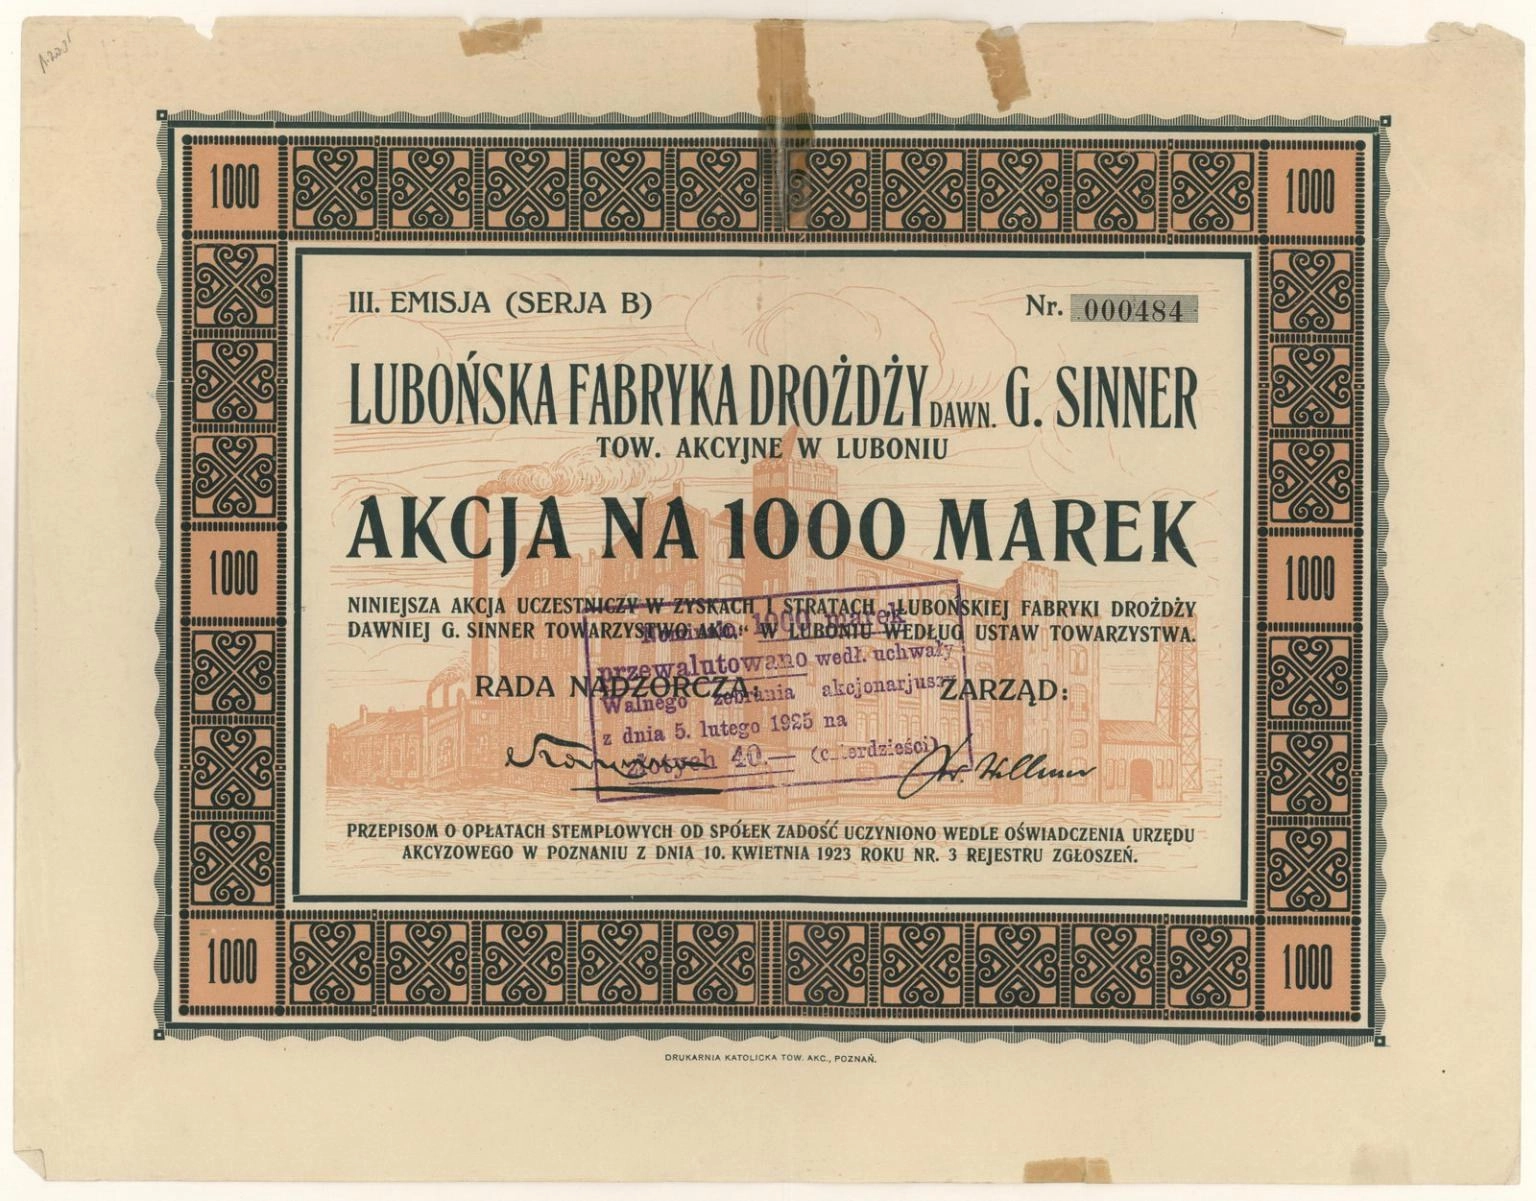 III. EMISJA (SERJA B)
Nr. 000484
LUBOŃSKA FABRYKA DROŻDŻY DAWN. G. SINNER
TOW. AKCYJNE W LUBONIU
AKCJA NA 1000 MAREK
NINIEJSZA AKCJA UCZESTNICZY W ZYSKACH I STRATACH „LUBOŃSKIEJ FABRYKI DROŻDŻY
DAWNIEJ G. SINNER TOWARZYSTWO AKC.“ W LUBONIU WEDŁUG USTAW TOWARZYSTWA.
RADA NADZORCZA:
ZARZĄD:
1000 marek
przewalutowano wedł. uchwały
Walnego zebrania akcjonarjuszy
z dnia 5. lutego 1925 na
złotych 40.—
PRZEPISOM O OPŁATACH STEMPLOWYCH OD SPÓŁEK ZADOŚĆ UCZYNIONO WEDLE OŚWIADCZENIA URZĘDU
AKCYZOWEGO W POZNANIU Z DNIA 10. KWIETNIA 1923 ROKU NR. 3 REJESTRU ZGŁOSZEŃ.
1000
1000
1000
1000
1000
1000
DRUKARNIA KATOLICKA TOW. AKC., POZNAŃ.